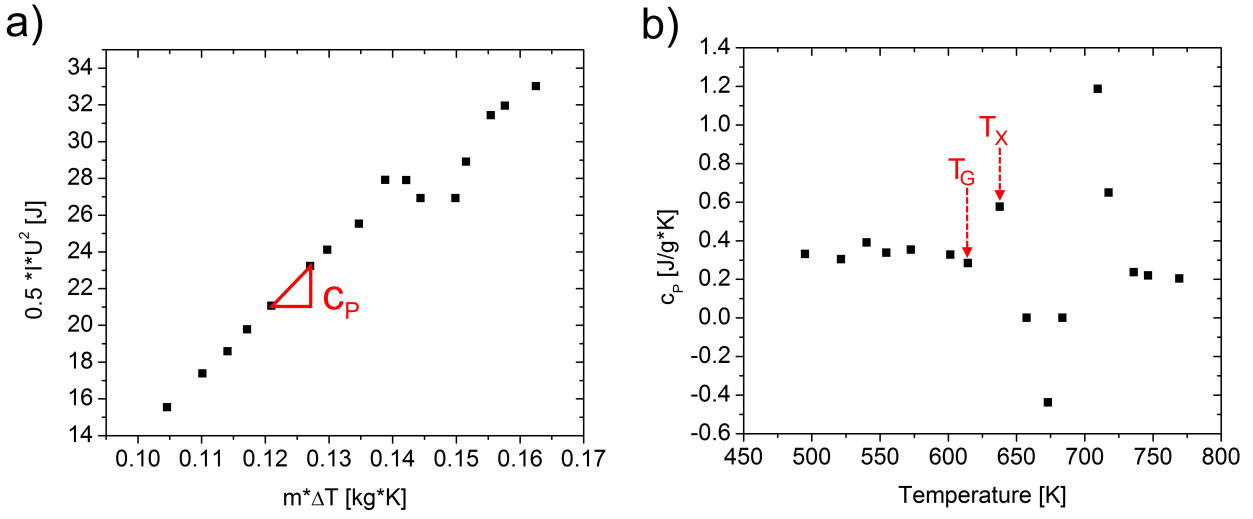 a)
34
32
30
28
26
24
22
20
18
16
14
0.5 *I*U² [J]
c_P
0.10 0.11 0.12 0.13 0.14 0.15 0.16 0.17
m*ΔT [kg*K]
b)
1.4
1.2
1.0
0.8
0.6
0.4
0.2
0.0
-0.2
-0.4
-0.6
c_P [J/g*K]
T_X
T_G
450 500 550 600 650 700 750 800
Temperature [K]